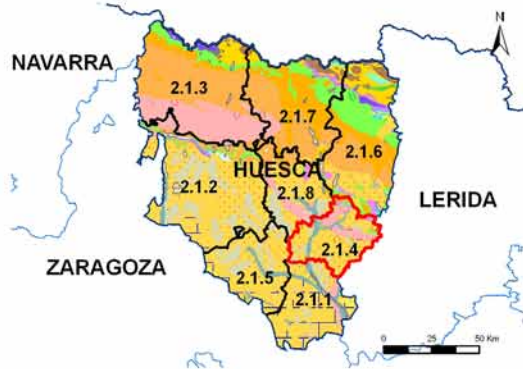 N
NAVARRA
2.1.3
2.1.7
2.1.6
HUESCA
2.1.2
2.1.8
LERIDA
2.1.4
ZARAGOZA
2.1.5
2.1.1
0 25 50 Km